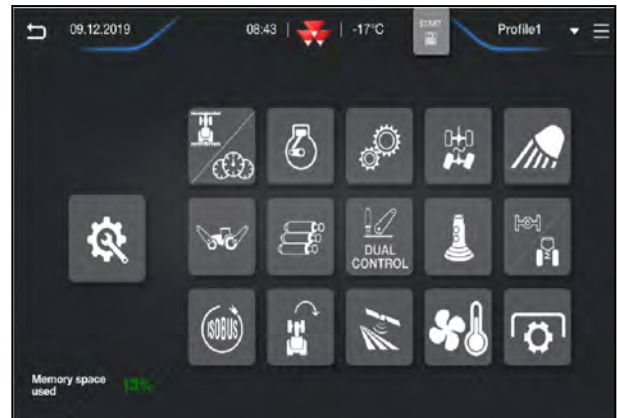 09.12.2019
08:43
-17°C
START
Profile1
DUAL
CONTROL
ISOBUS
Memory space
used
13%